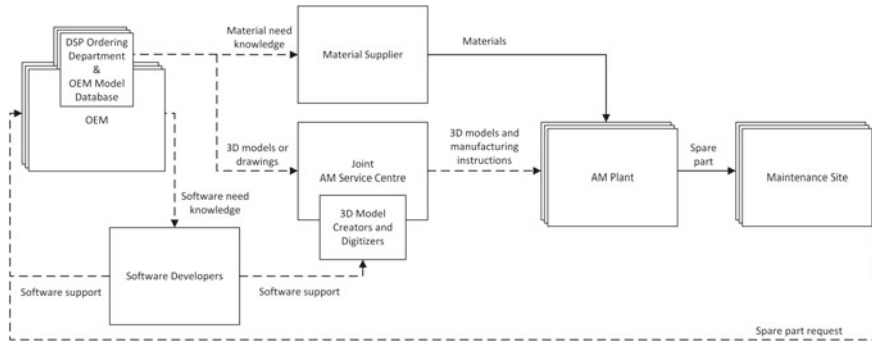 DSP Ordering
Department
&
OEM Model
Database
OEM
Material need
knowledge
Material Supplier
Materials
3D models or
drawings
Joint
AM Service Centre
3D models and
manufacturing
instructions
AM Plant
Spare
part
Maintenance Site
Software need
knowledge
3D Model
Creators and
Digitizers
Software Developers
Software support
Software support
Spare part request